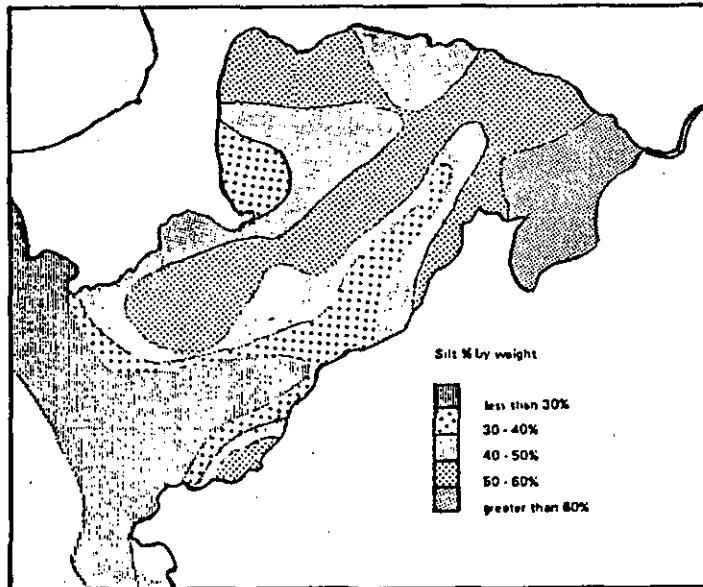 Silt % by weight
less than 30%
30 - 40%
40 - 50%
50 - 60%
greater than 60%